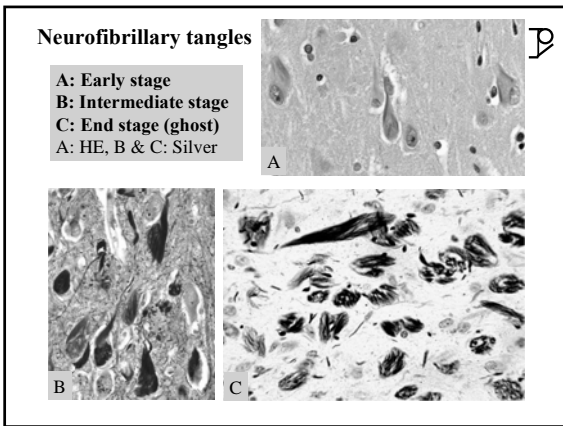 Neurofibrillary tangles
A: Early stage
B: Intermediate stage
C: End stage (ghost)
A: HE, B & C: Silver
A
B
C